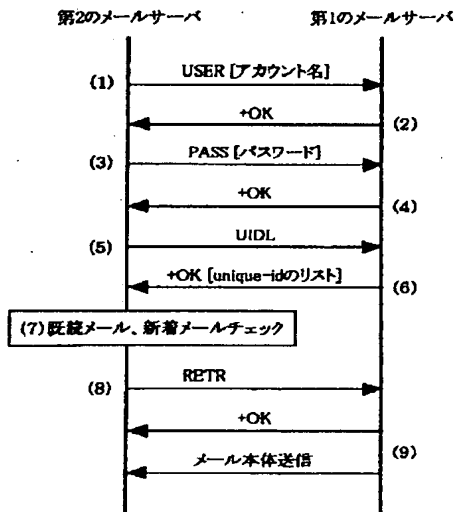 第2のメールサーバ
第1のメールサーバ
(1)
USER [アカウント名]
+OK
(2)
(3)
PASS [パスワード]
+OK
(4)
(5)
UIDL
+OK [unique-idのリスト]
(6)
(7)既読メール、新着メールチェック
(8)
RETR
+OK
(9)
メール本体送信